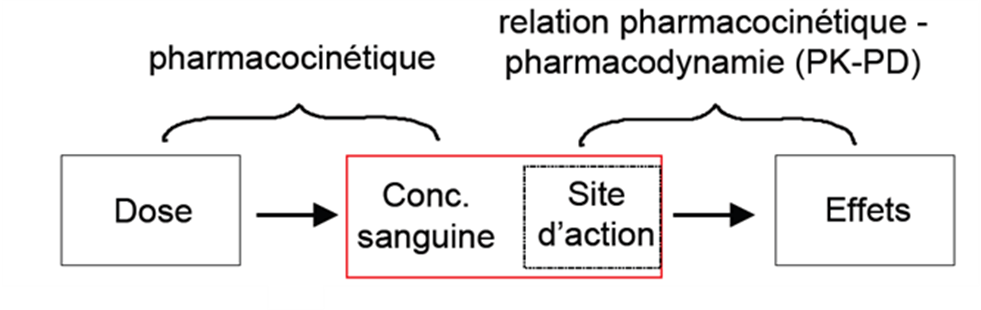 relation pharmacocinétique -
pharmacocinétique
pharmacodynamie (PK-PD)
Dose
Conc.
sanguine
Site
d'action
Effets